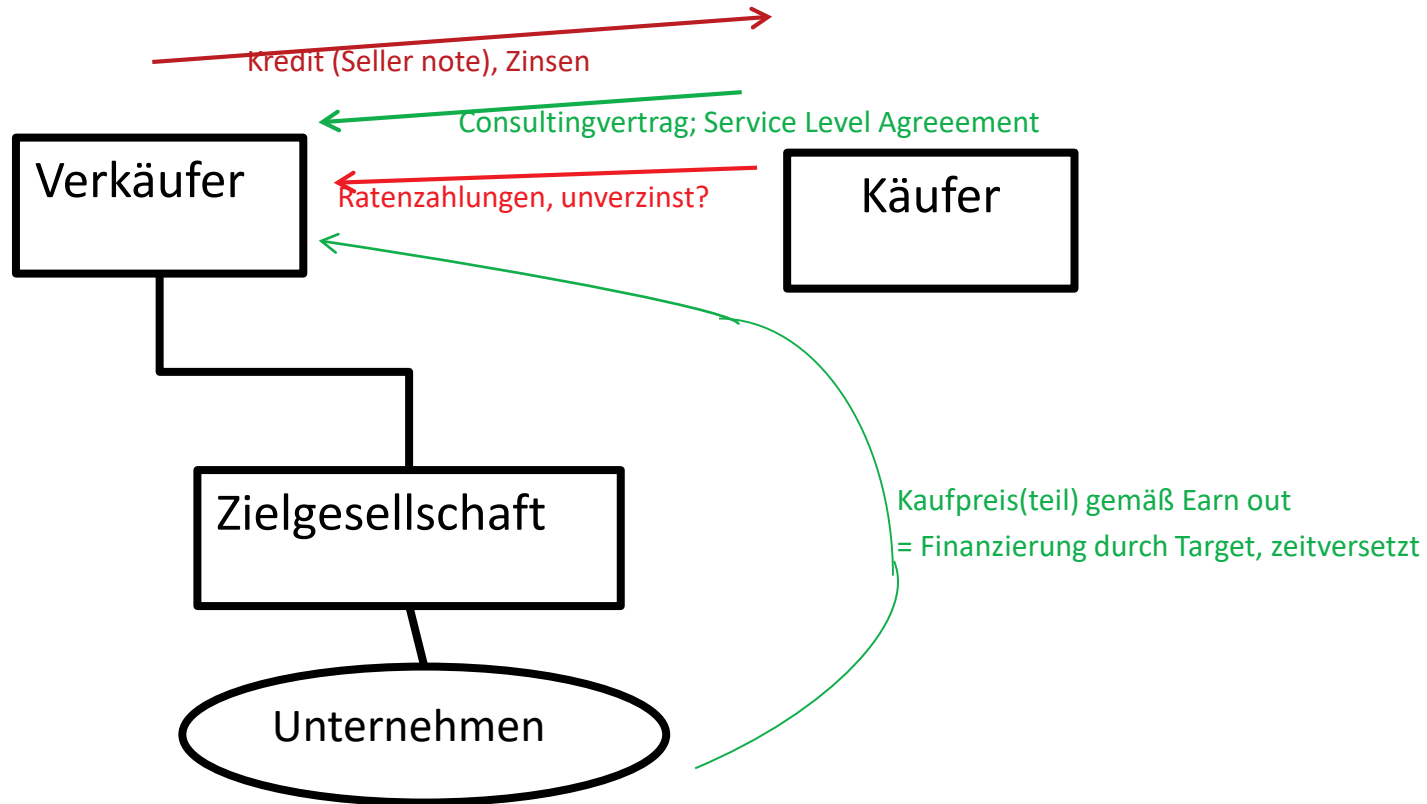 Kredit (Seller note), Zinsen
Consultingvertrag; Service Level Agreeement
Verkäufer
Ratenzahlungen, unverzinst?
Käufer
Zielgesellschaft
Kaufpreis(teil) gemäß Earn out
= Finanzierung durch Target, zeitversetzt
Unternehmen